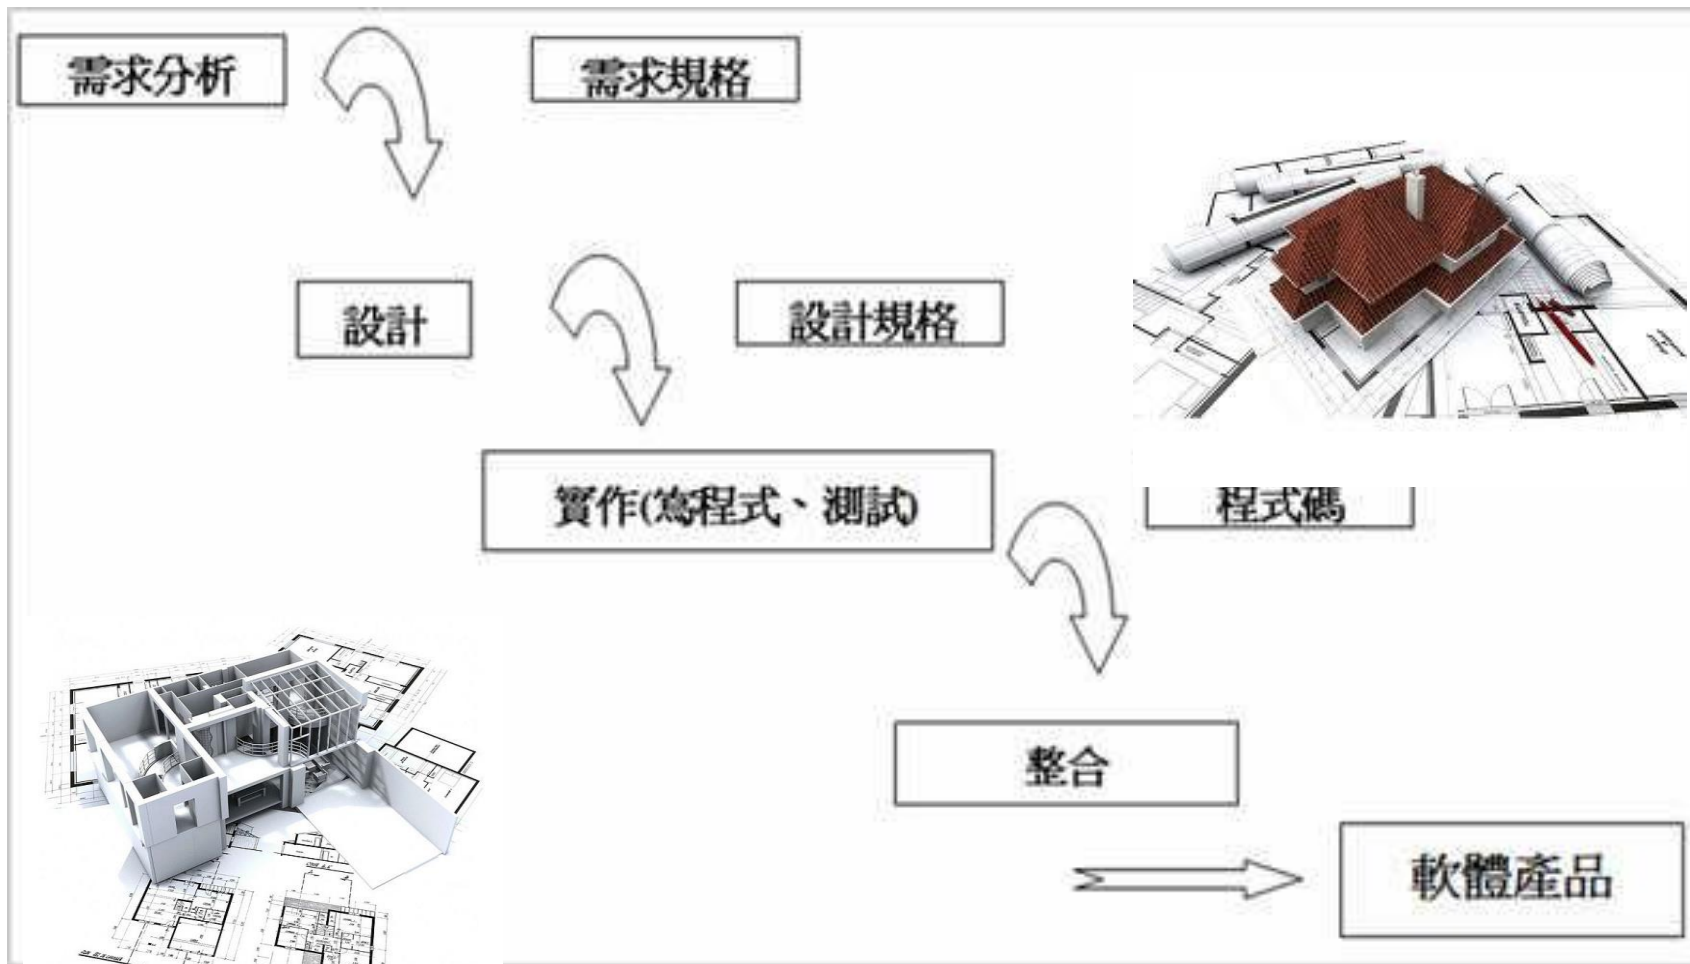 需求分析
需求規格
設計
設計規格
實作(寫程式、測試)
程式碼
整合
軟體產品